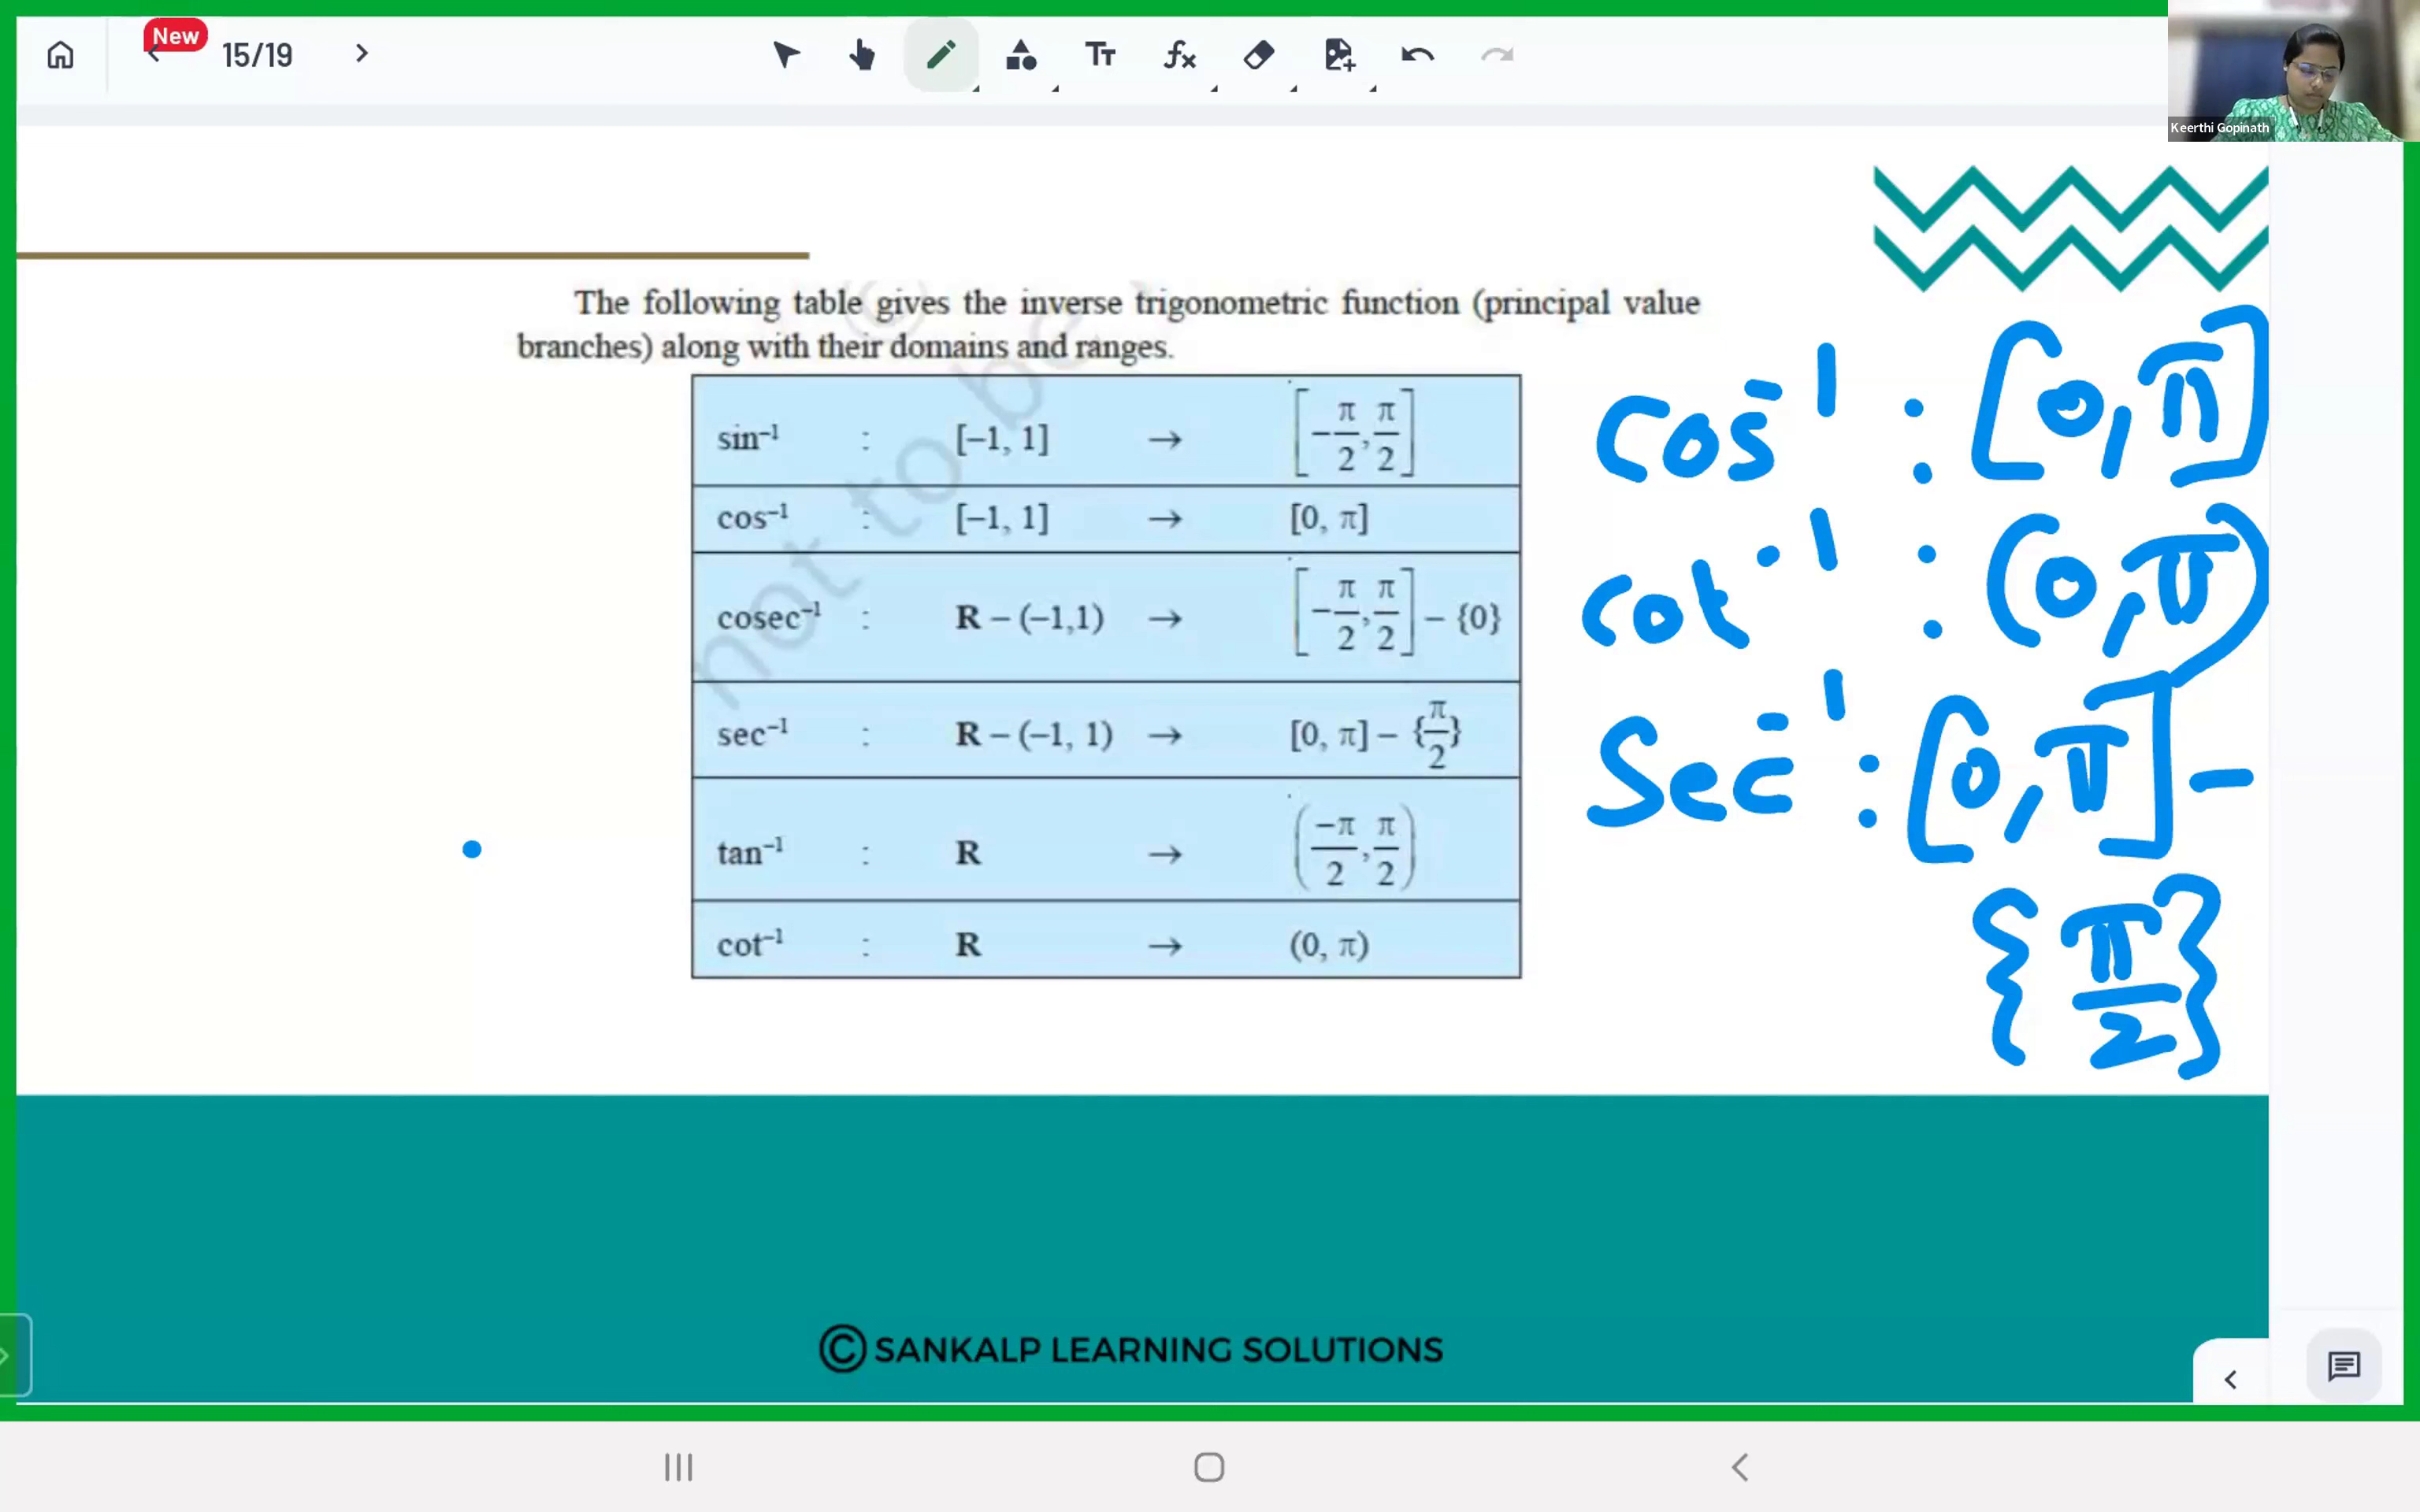 New
15/19
Keerthi Gopinath
The following table gives the inverse trigonometric function (principal value
branches) along with their domains and ranges.
sin⁻¹ : [–1, 1] → [–π/2, π/2]
cos⁻¹ : [–1, 1] → [0, π]
cosec⁻¹ : R – (–1,1) → [–π/2, π/2] – {0}
sec⁻¹ : R – (–1, 1) → [0, π] – {π/2}
tan⁻¹ : R → (–π/2, π/2)
cot⁻¹ : R → (0, π)
not to be
cos⁻¹ : [0, π]
cot⁻¹ : (0, π)
Sec⁻¹ : [0, π] –
{π/2}
© SANKALP LEARNING SOLUTIONS